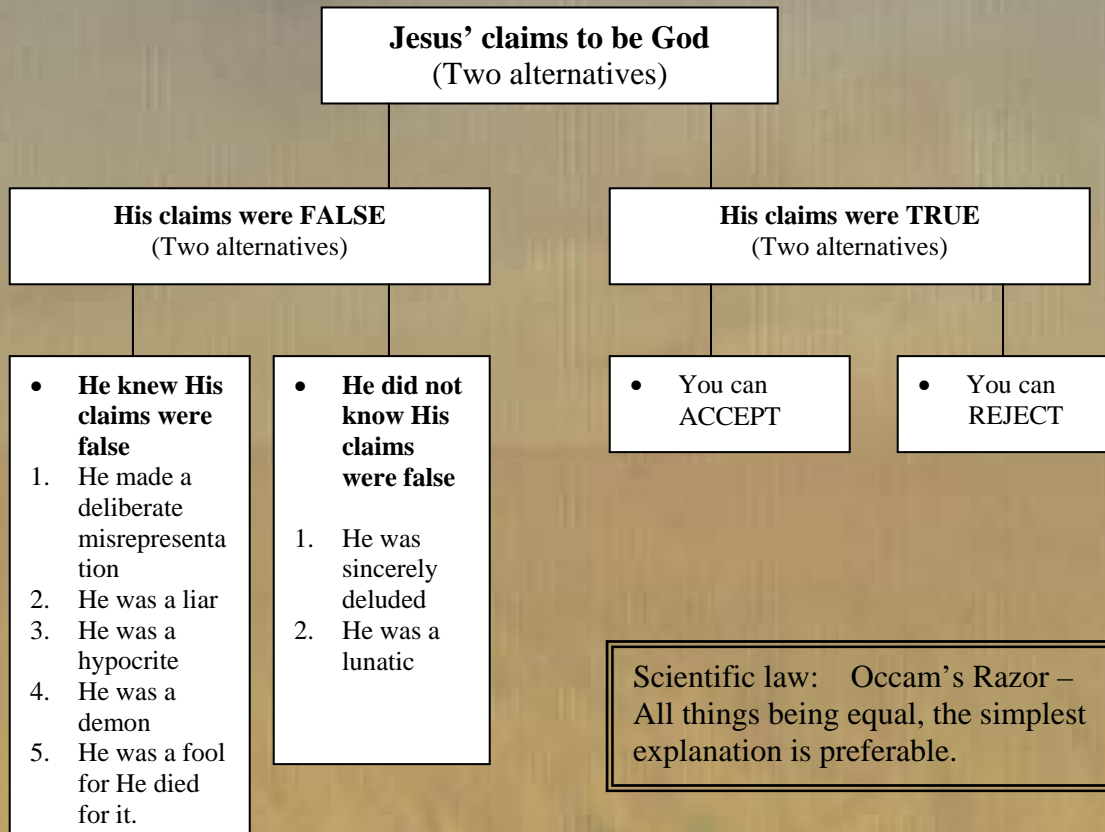 Jesus’ claims to be God
(Two alternatives)
His claims were FALSE
(Two alternatives)
His claims were TRUE
(Two alternatives)
• He knew His
claims were
false
1. He made a
deliberate
misrepresenta
tion
2. He was a liar
3. He was a
hypocrite
4. He was a
demon
5. He was a fool
for He died
for it.
• He did not
know His
claims
were false
1. He was
sincerely
deluded
2. He was a
lunatic
• You can
ACCEPT
• You can
REJECT
Scientific law: Occam’s Razor –
All things being equal, the simplest
explanation is preferable.